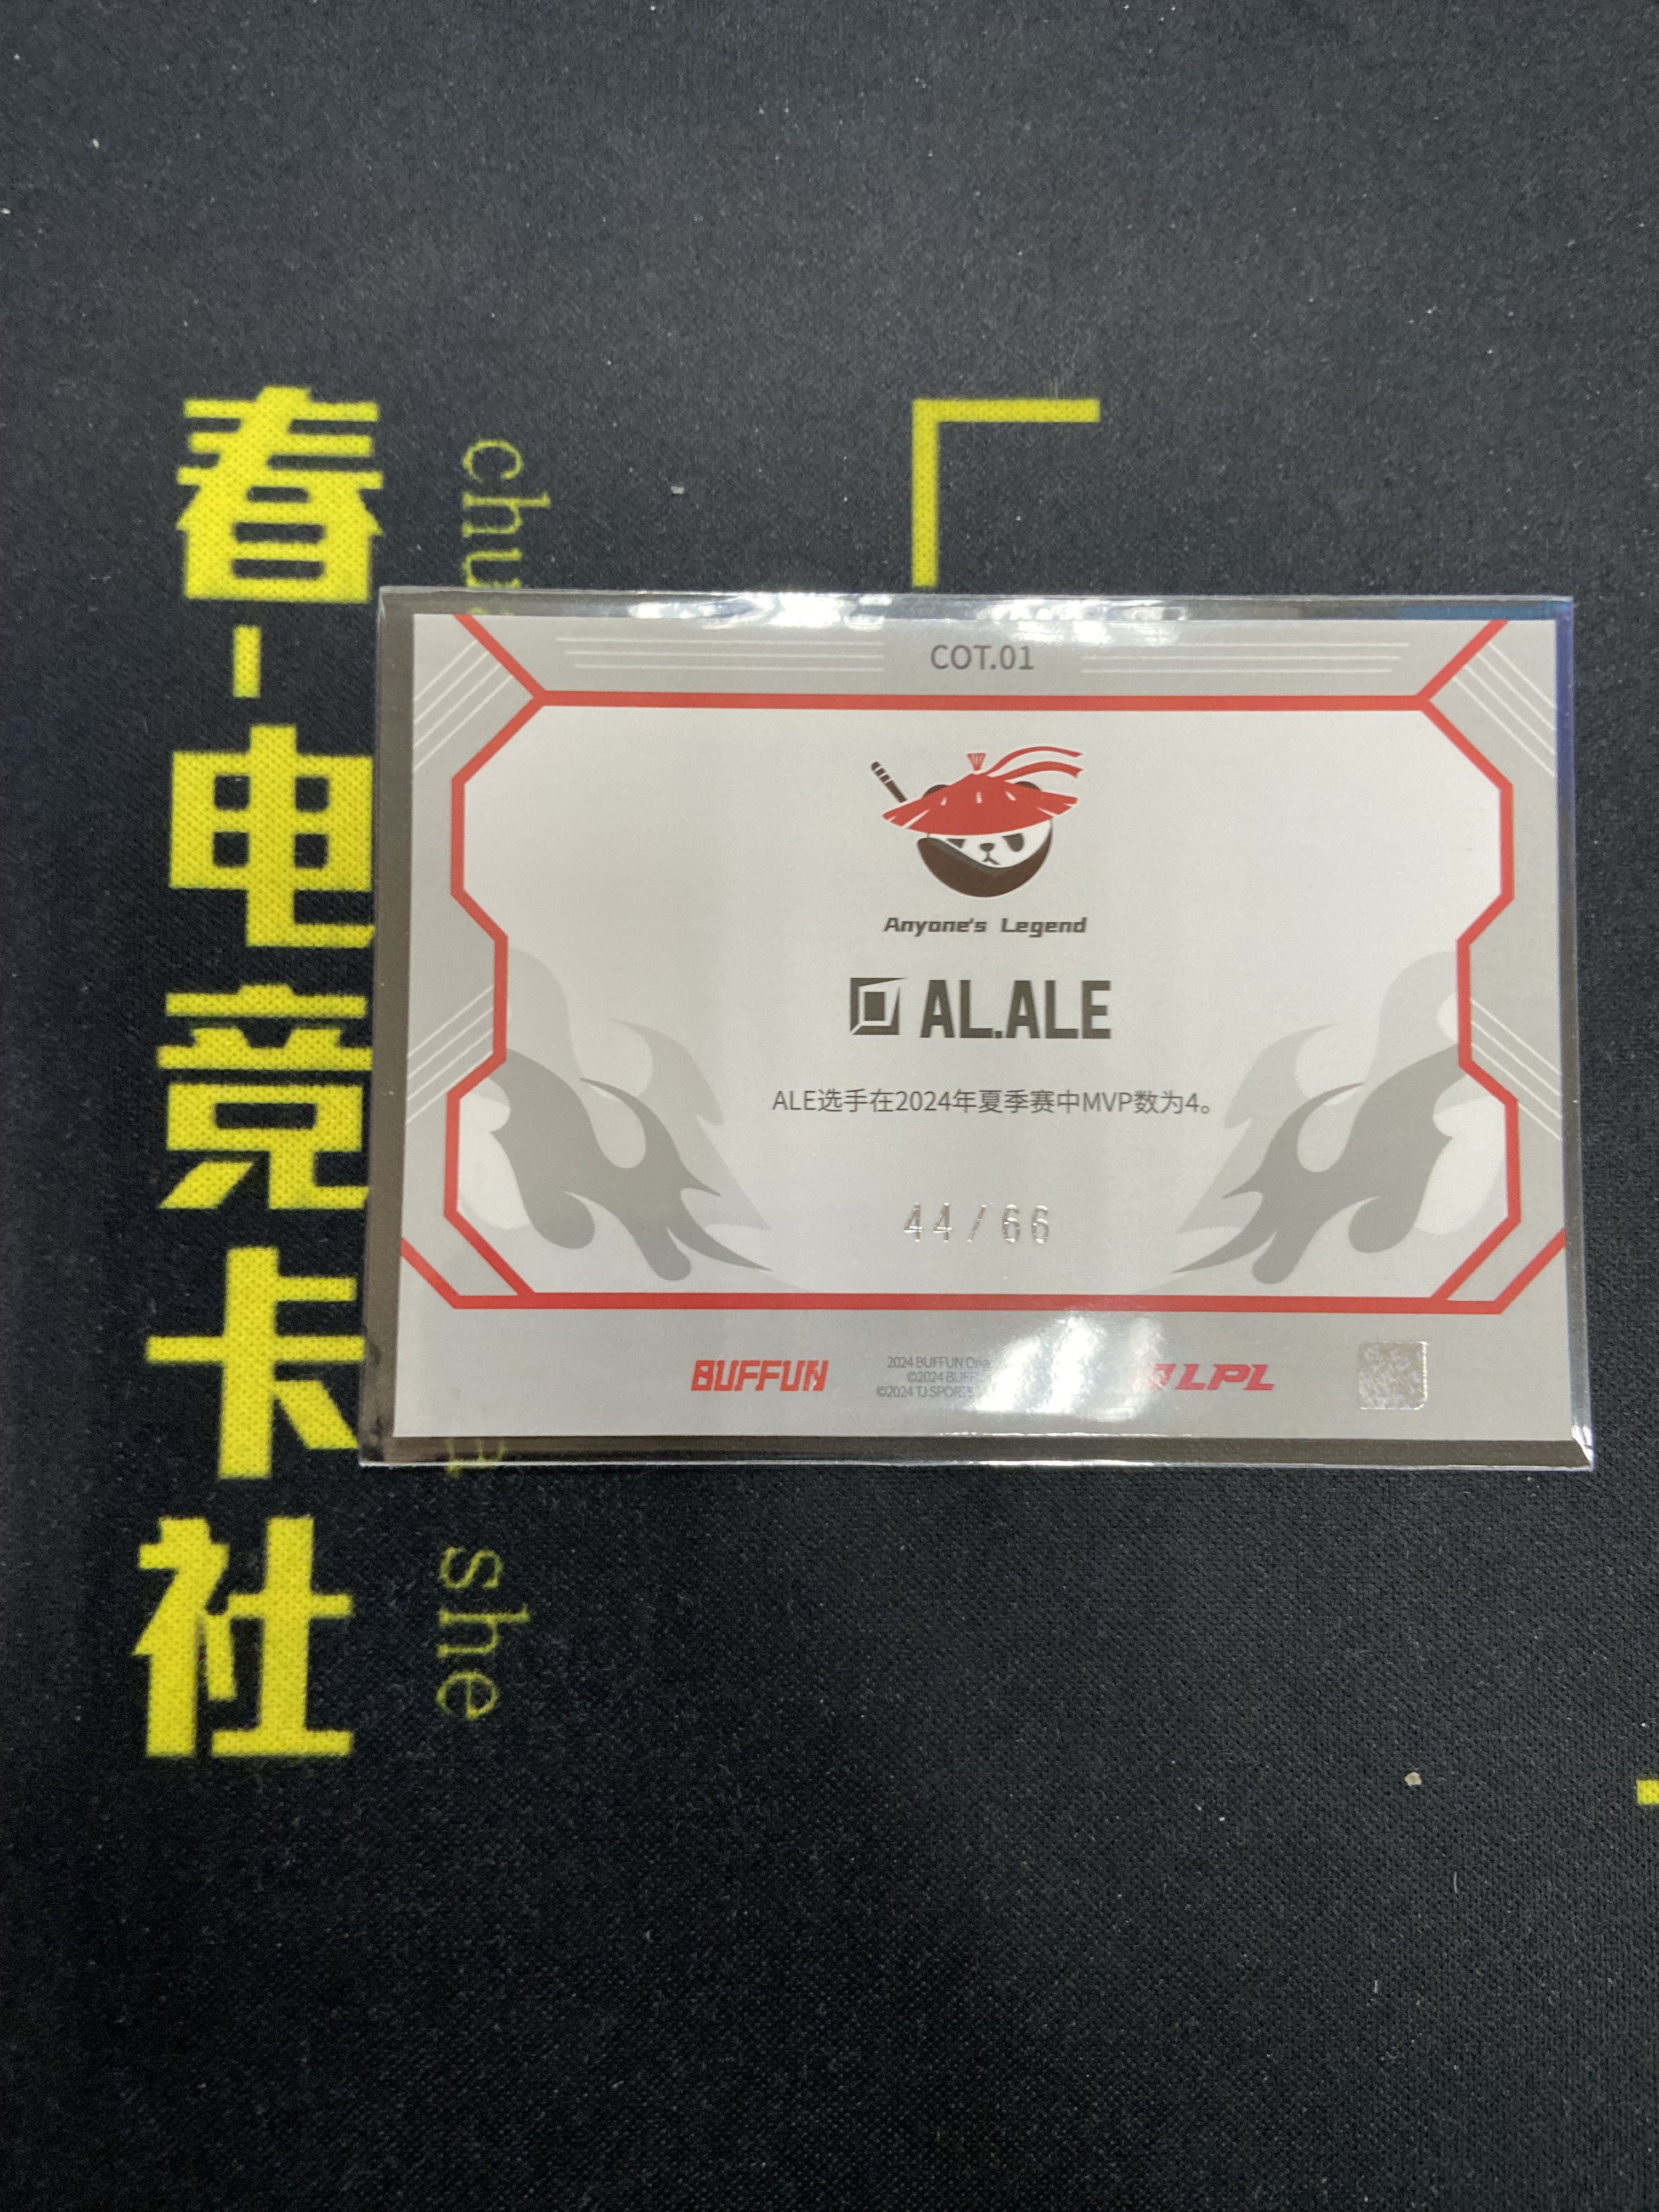 春-电竞卡社
chu
she
COT.01
Anyone's Legend
AL.ALE
ALE选手在2024年夏季赛中MVP数为4。
44/66
BUFFUN
2024 BUFFUN One
©2024 BUFF
©2024 TJ SPORTS
LPL